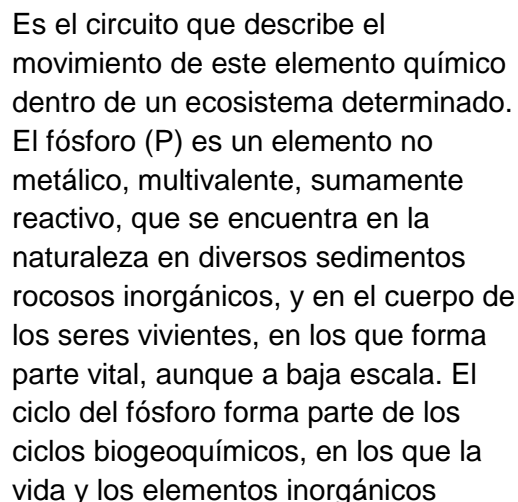 Es el circuito que describe el
movimiento de este elemento químico
dentro de un ecosistema determinado.
El fósforo (P) es un elemento no
metálico, multivalente, sumamente
reactivo, que se encuentra en la
naturaleza en diversos sedimentos
rocosos inorgánicos, y en el cuerpo de
los seres vivientes, en los que forma
parte vital, aunque a baja escala. El
ciclo del fósforo forma parte de los
ciclos biogeoquímicos, en los que la
vida y los elementos inorgánicos